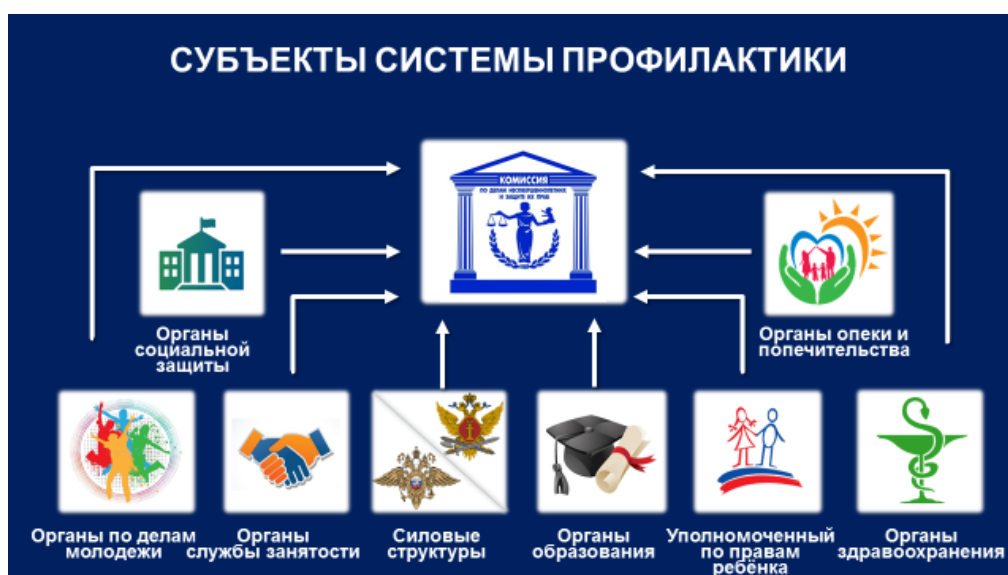 СУБЪЕКТЫ СИСТЕМЫ ПРОФИЛАКТИКИ
КОМИССИЯ
ПО ДЕЛАМ НЕСОВЕРШЕННОЛЕТНИХ
И ЗАЩИТЕ ИХ ПРАВ
Органы
социальной
защиты
Органы опеки и
попечительства
Органы по делам
молодежи
Органы
службы занятости
Силовые
структуры
Органы
образования
Уполномоченный
по правам
ребёнка
Органы
здравоохранения